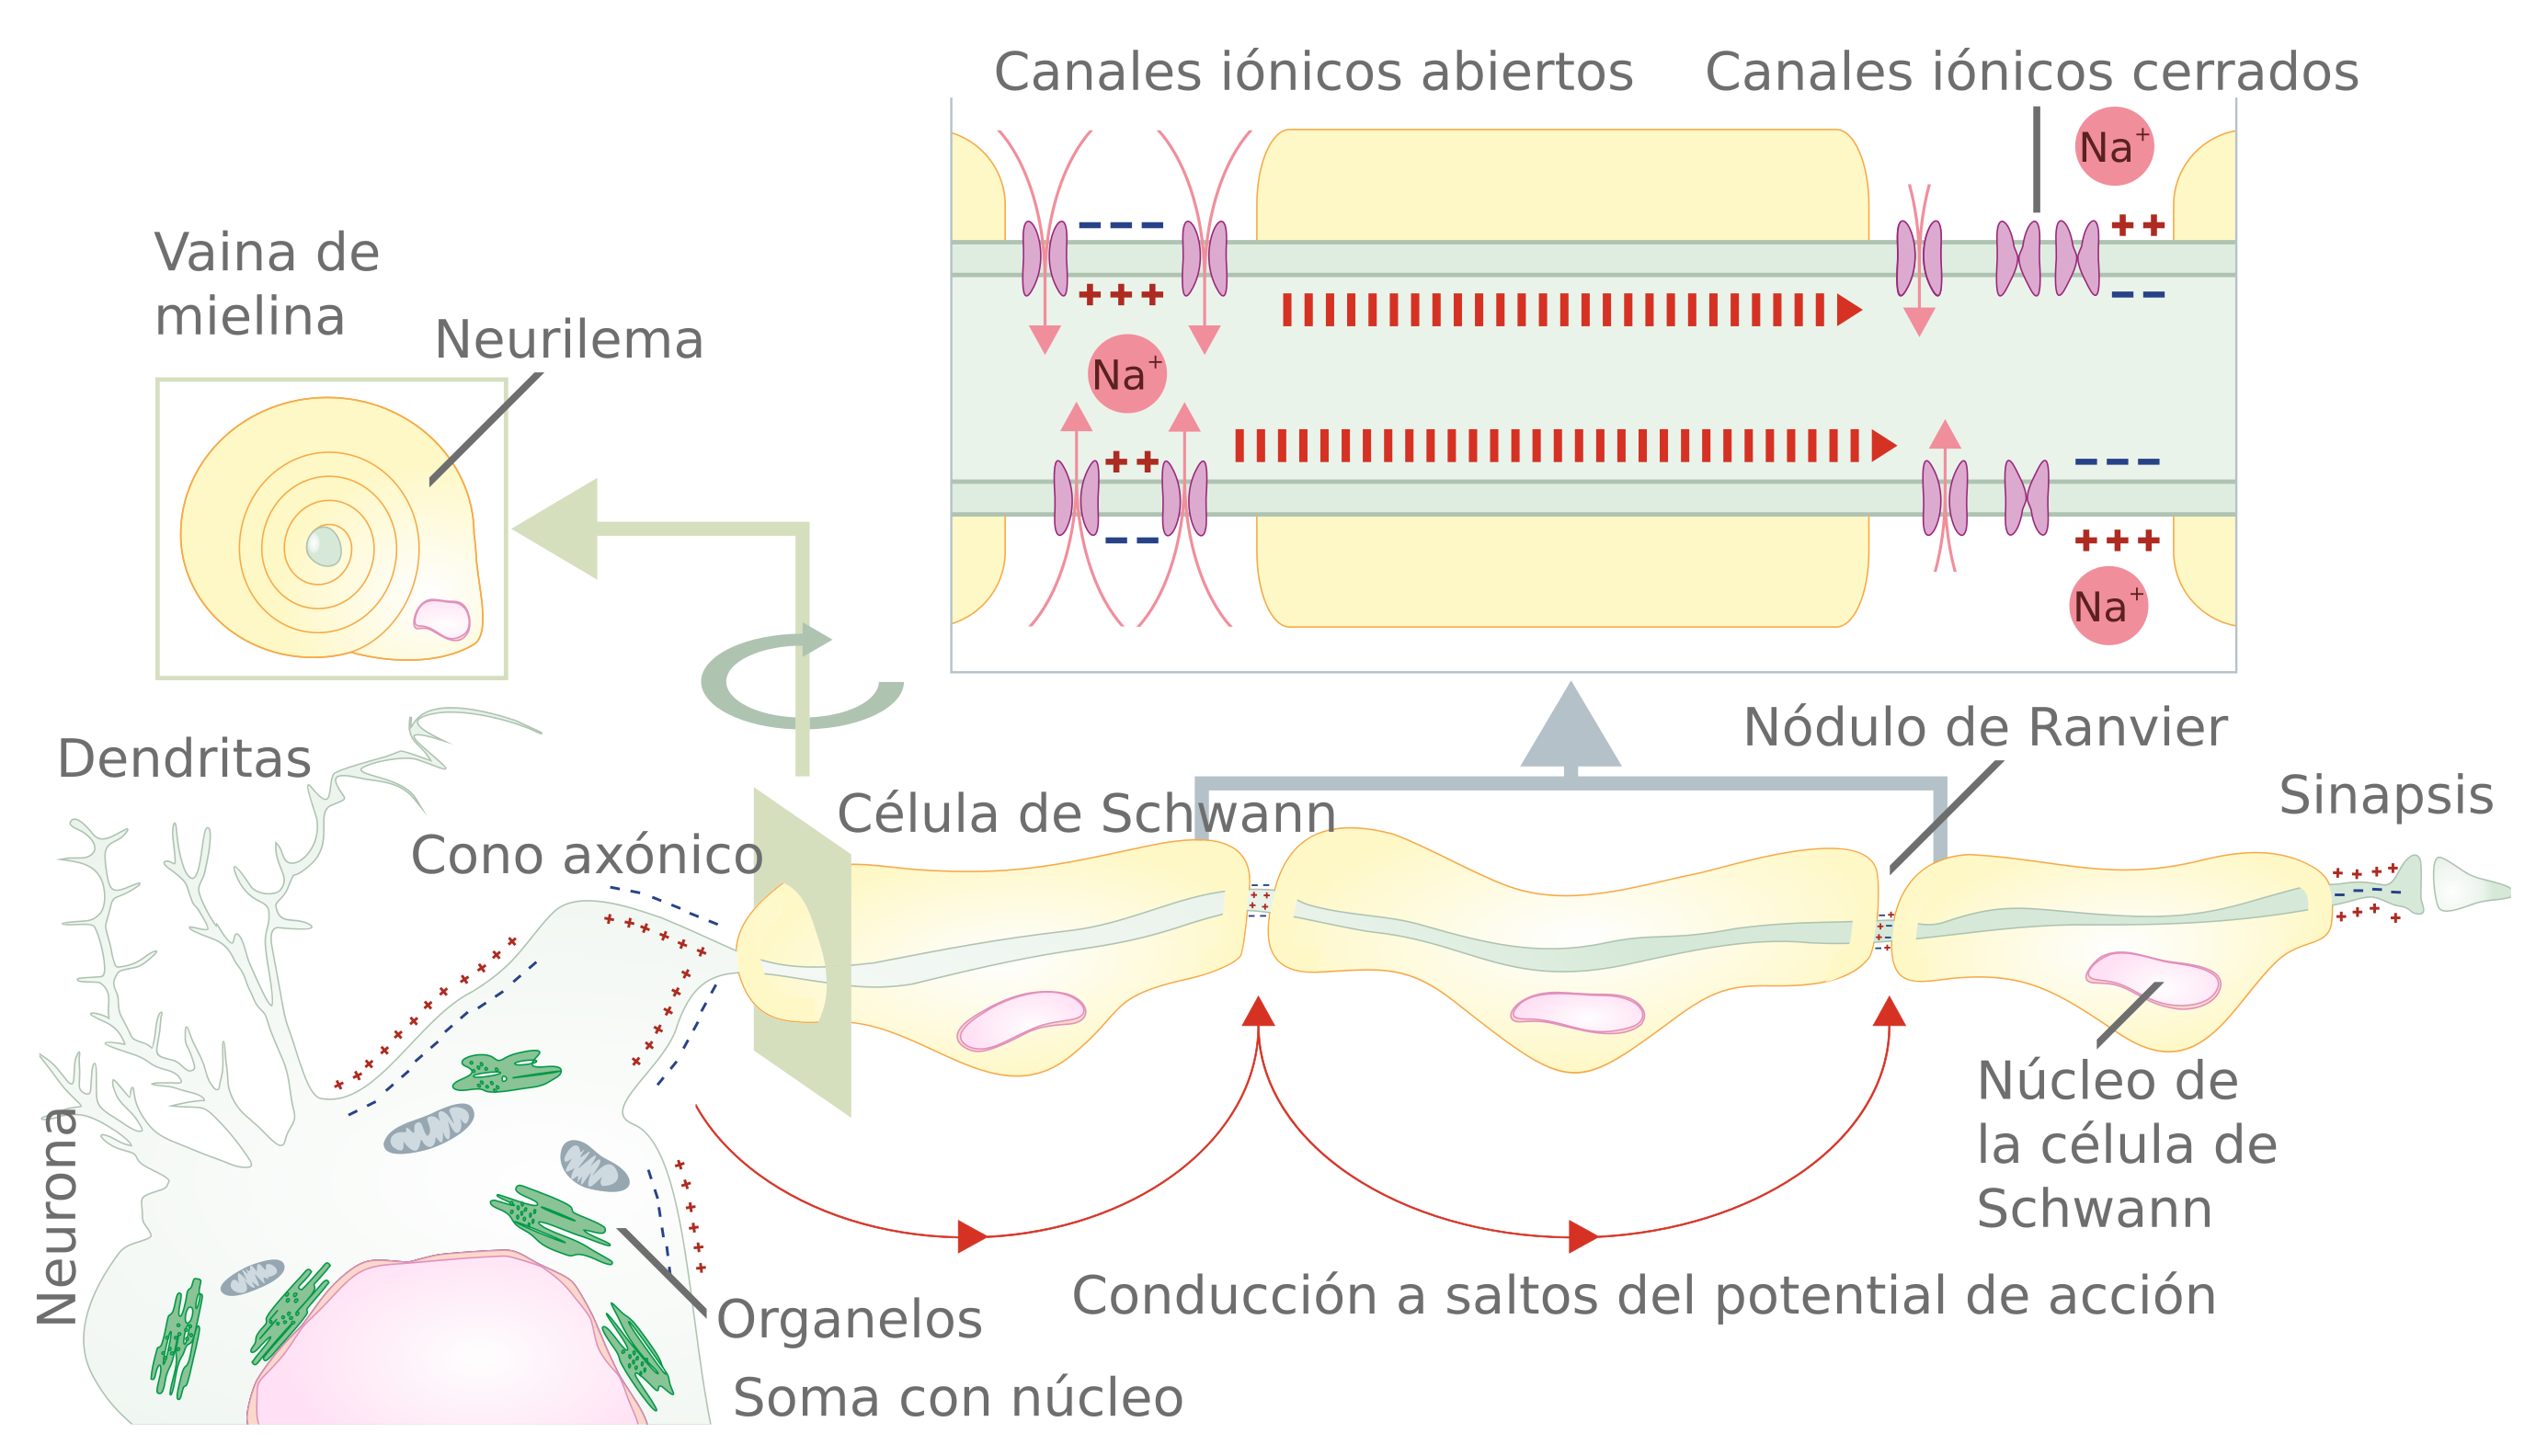 Canales iónicos abiertos
Canales iónicos cerrados
Na+
Vaina de
mielina
Neurilema
Na+
Na+
Nódulo de Ranvier
Dendritas
Sinapsis
Célula de Schwann
Cono axónico
Núcleo de
la célula de
Schwann
Neurona
Conducción a saltos del potential de acción
Organelos
Soma con núcleo